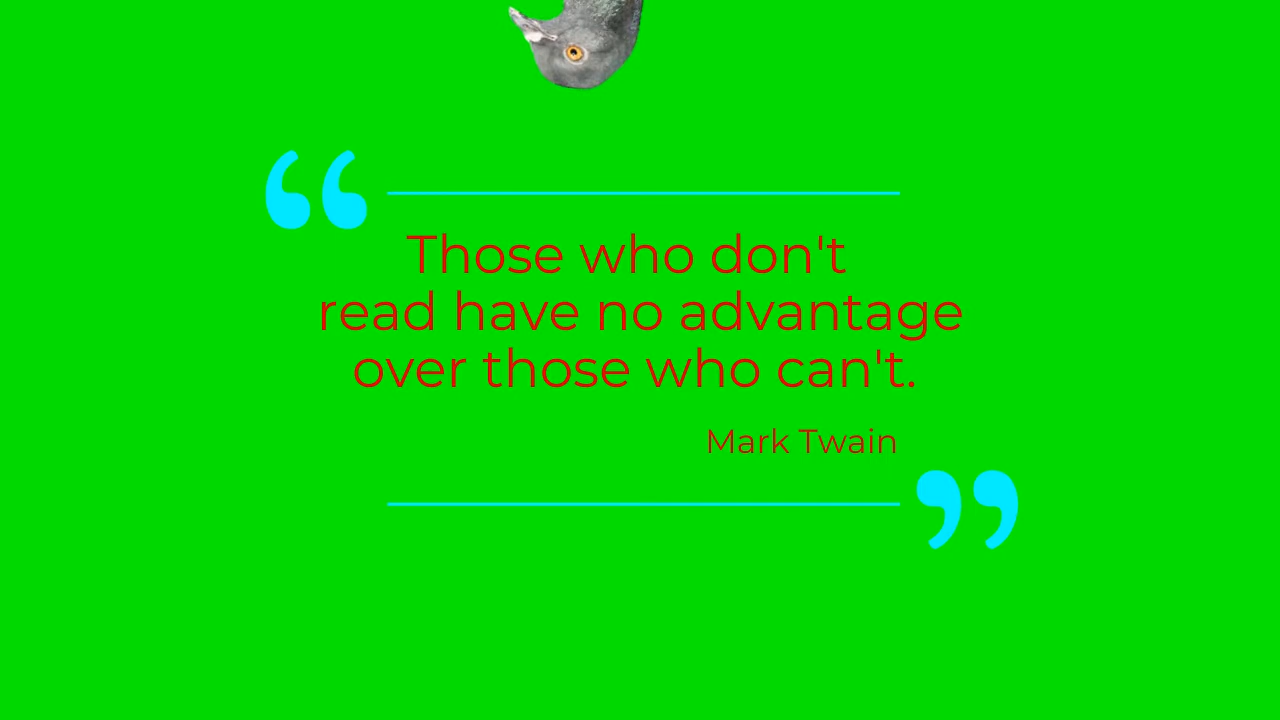 Those who don't
read have no advantage
over those who can't.
Mark Twain